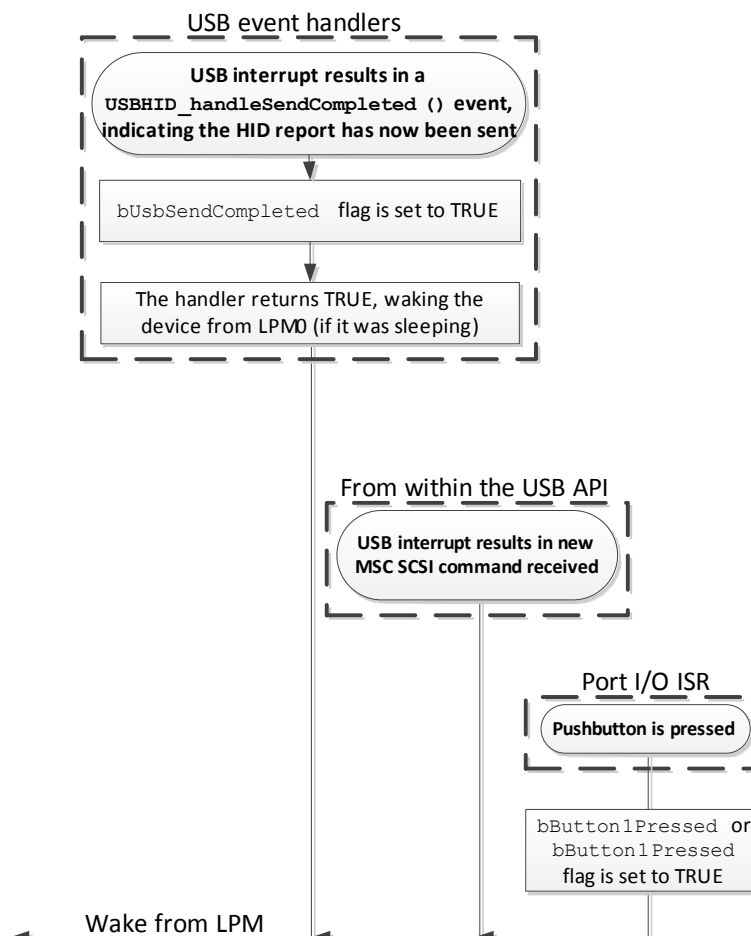 USB event handlers
USB interrupt results in a
USBHID_handleSendCompleted () event,
indicating the HID report has now been sent
bUsbSendCompleted flag is set to TRUE
The handler returns TRUE, waking the
device from LPM0 (if it was sleeping)
From within the USB API
USB interrupt results in new
MSC SCSI command received
Port I/O ISR
Pushbutton is pressed
bButton1Pressed or
bButton1Pressed
flag is set to TRUE
Wake from LPM